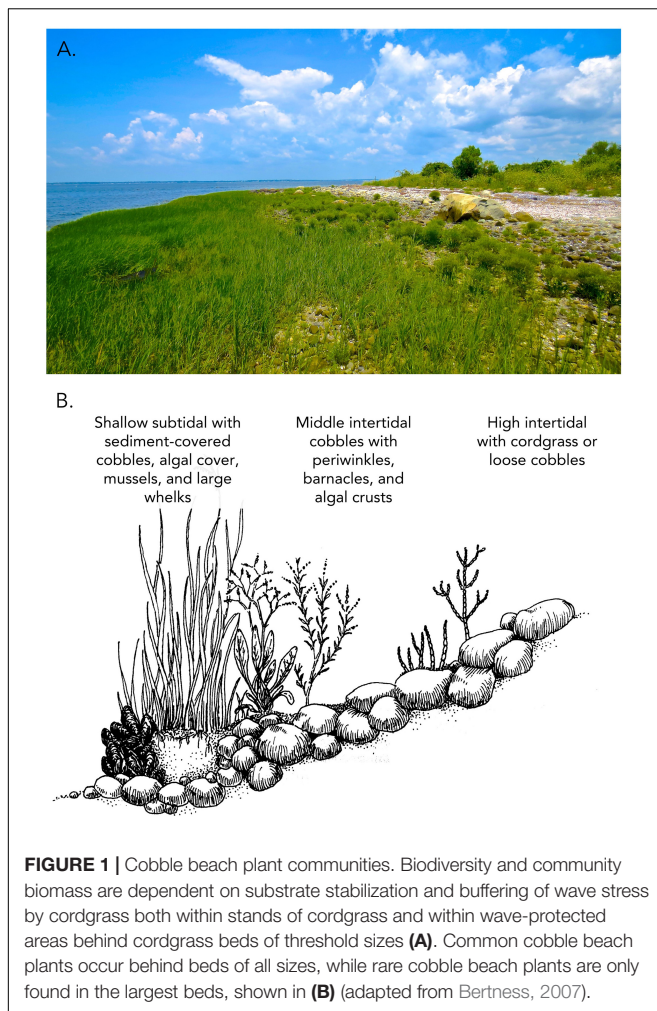 A.
B.
Shallow subtidal with
sediment-covered
cobbles, algal cover,
mussels, and large
whelks
Middle intertidal
cobbles with
periwinkles,
barnacles, and
algal crusts
High intertidal
with cordgrass or
loose cobbles
FIGURE 1 | Cobble beach plant communities. Biodiversity and community
biomass are dependent on substrate stabilization and buffering of wave stress
by cordgrass both within stands of cordgrass and within wave-protected
areas behind cordgrass beds of threshold sizes (A). Common cobble beach
plants occur behind beds of all sizes, while rare cobble beach plants are only
found in the largest beds, shown in (B) (adapted from Bertness, 2007).